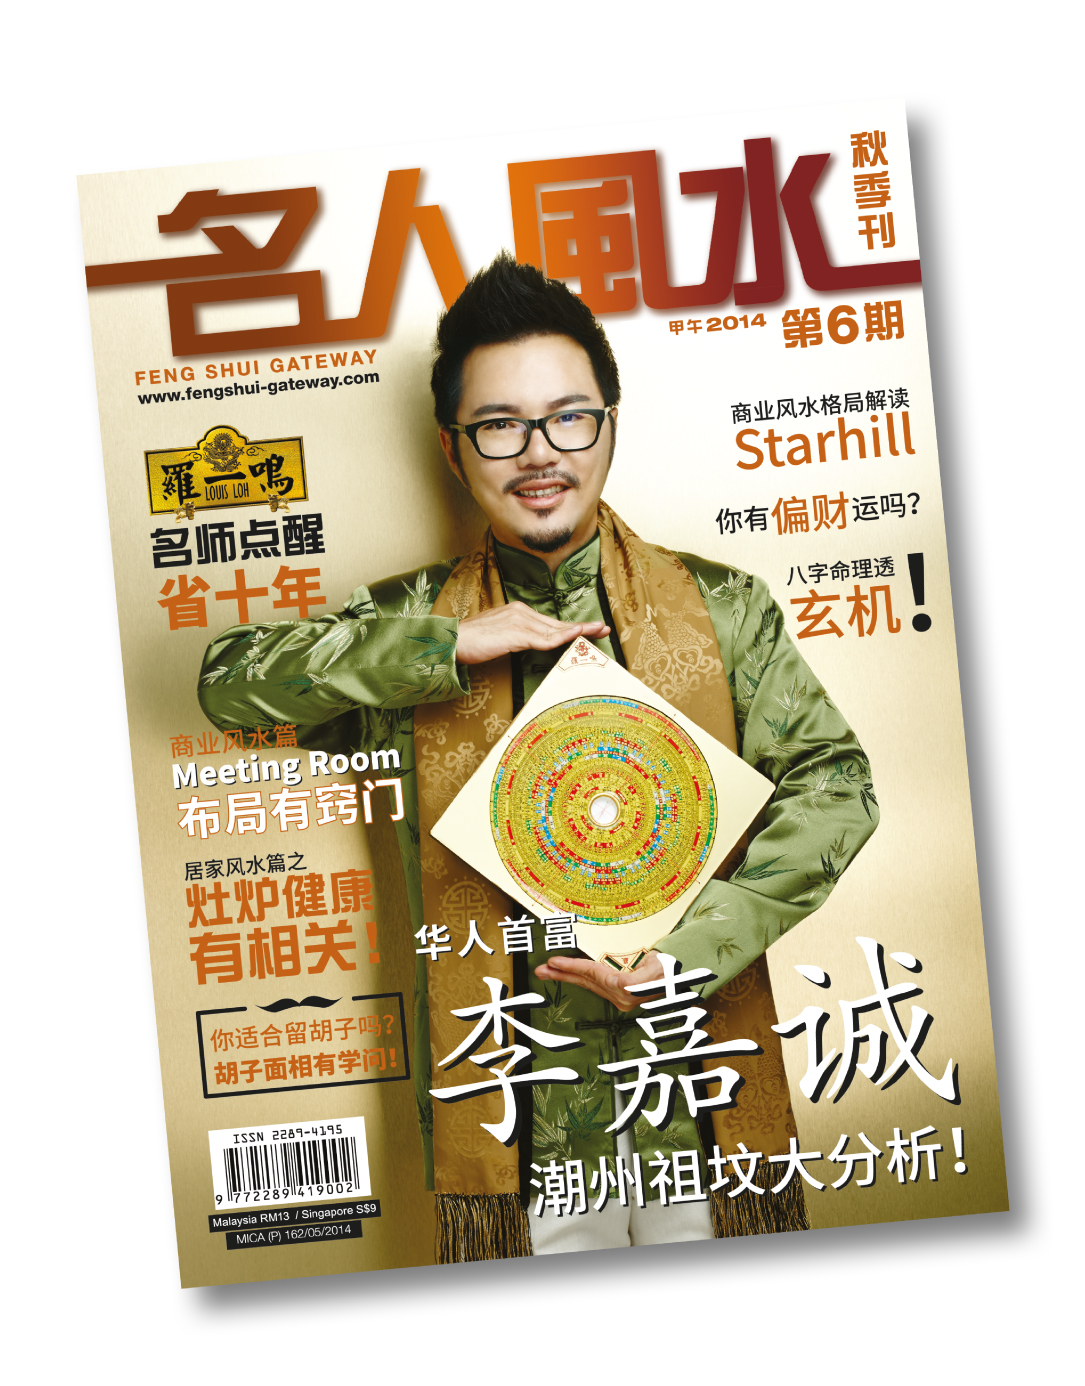 名人風水
秋季刊
甲午2014 第6期
FENG SHUI GATEWAY
www.fengshui-gateway.com
羅一鳴
LOUIS LOH
名师点醒
省十年
商业风水格局解读
Starhill
你有偏财运吗?
八字命理透
玄机!
羅一鳴
商业风水篇
Meeting Room
布局有窍门
居家风水篇之
灶炉健康
有相关!
华人首富
李嘉诚
潮州祖坟大分析!
你适合留胡子吗?
胡子面相有学问!
ISSN 2289-4195
9 772289 419002
Malaysia RM13 / Singapore S$9
MICA (P) 162/05/2014